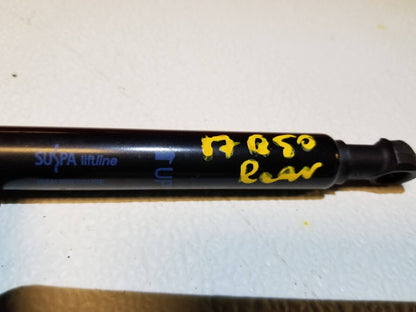 SUSPA liftline
↑ UP
17 Q50
Rear